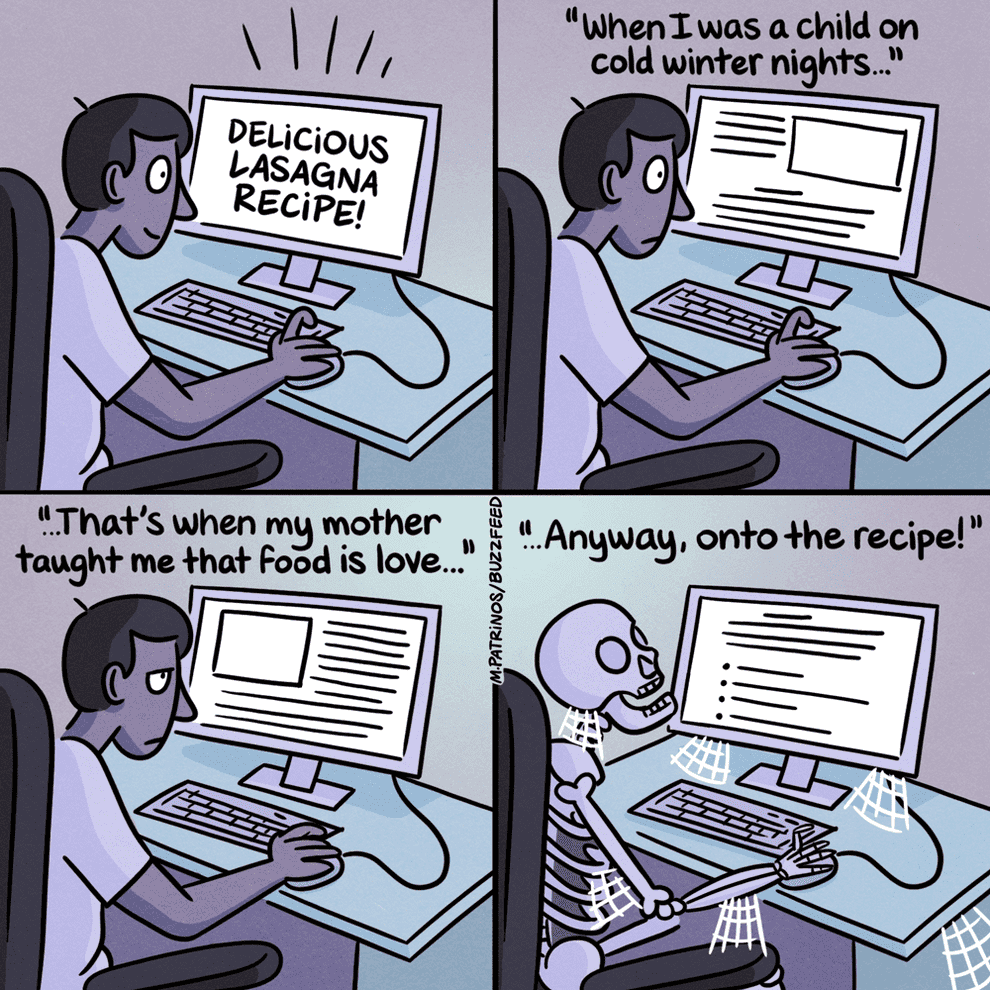 DELiCiOUS
LASAGNA
RECiPE!
"When I was a child on
cold winter nights..."
"...That's when my mother
taught me that food is love..."
M.PATRiNOS/BUZZFEED
"...Anyway, onto the recipe!"